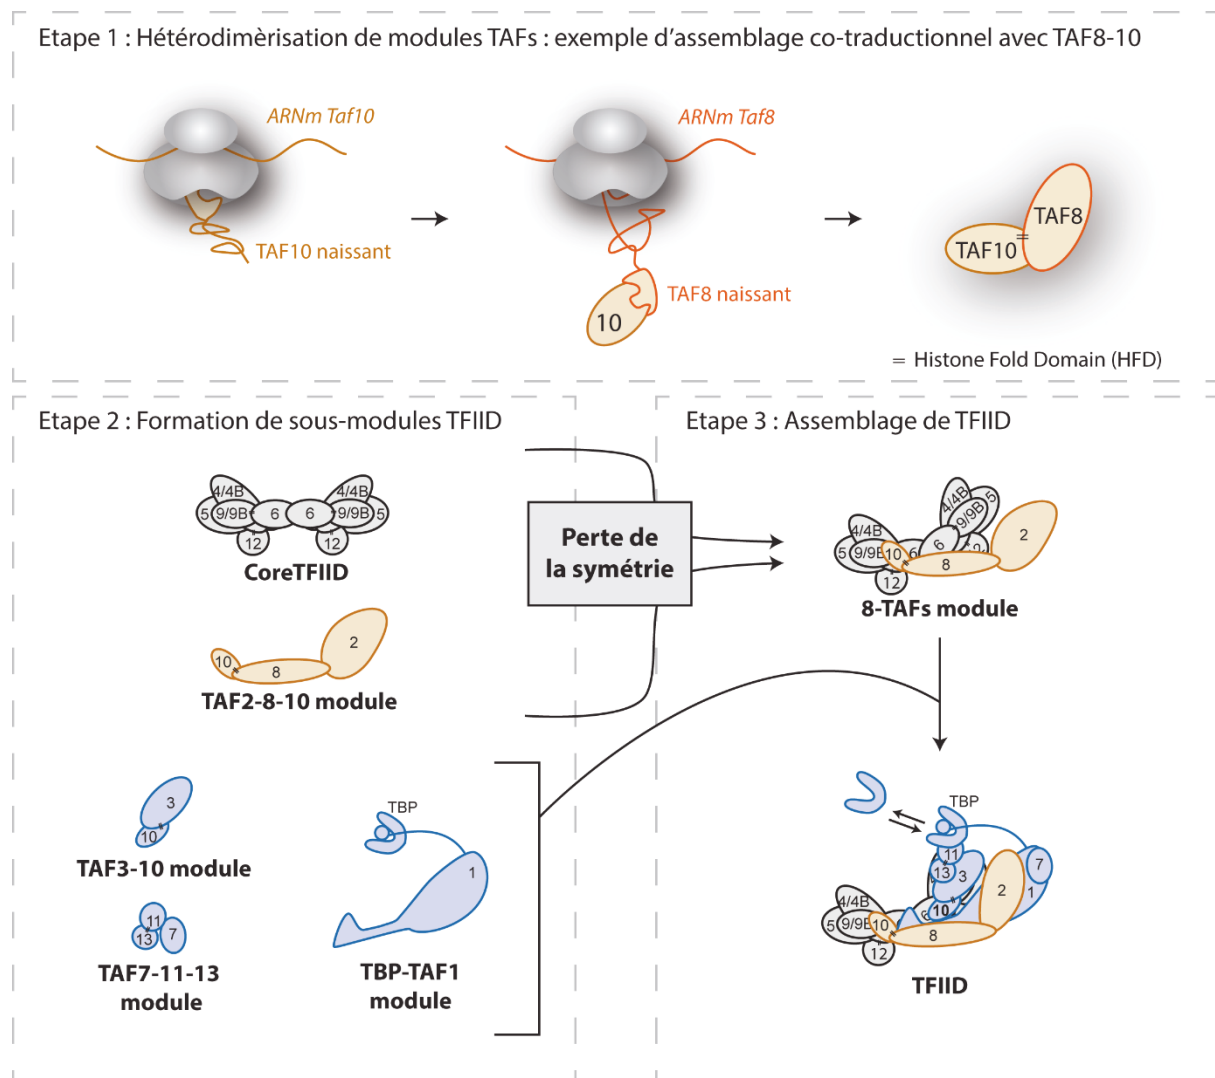 Etape 1 : Hétérodimèrisation de modules TAFs : exemple d’assemblage co-traductionnel avec TAF8-10
ARNm Taf10
ARNm Taf8
TAF10 naissant
10
TAF8 naissant
TAF10
=
TAF8
= Histone Fold Domain (HFD)
Etape 2 : Formation de sous-modules TFIID
4/4B
4/4B
5
9/9B
6
6
9/9B
5
12
12
CoreTFIID
10
8
2
TAF2-8-10 module
3
10
TAF3-10 module
11
13
7
TAF7-11-13
module
TBP
1
TBP-TAF1
module
Perte de
la symétrie
Etape 3 : Assemblage de TFIID
4/4B
5
9/9B
4/4B
5
9/9B
10
6
6
12
8
2
12
8-TAFs module
TBP
11
13
3
7
2
1
4/4B
5
9/9B
10
6
10
8
12
TFIID